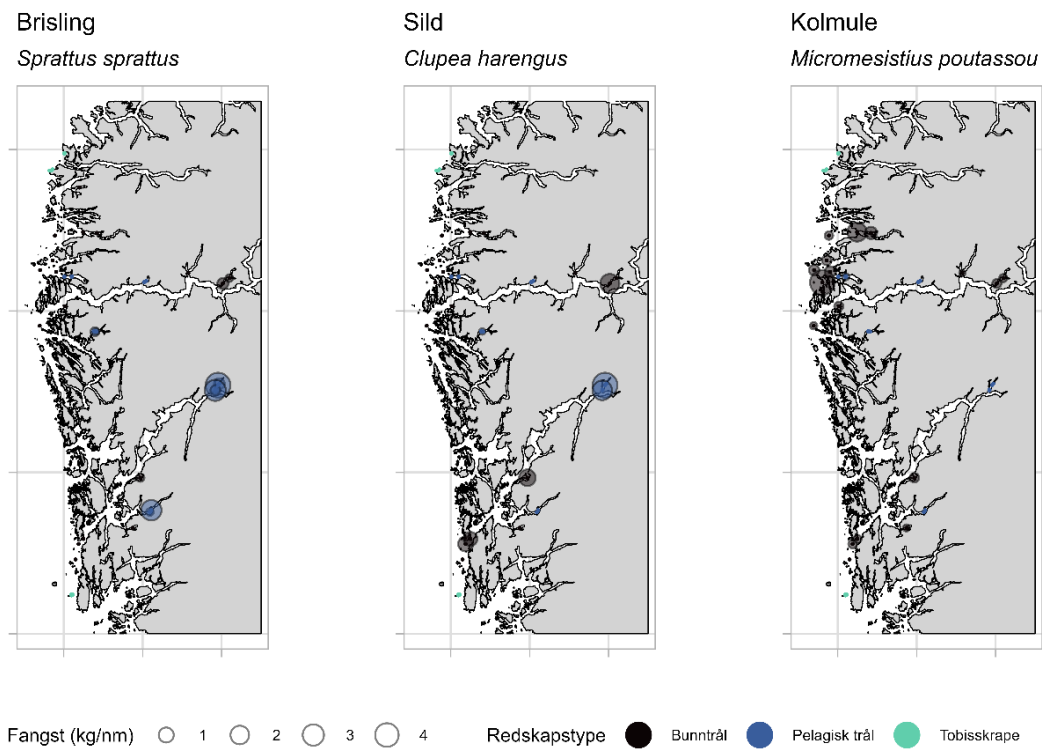 Brisling
Sprattus sprattus
Sild
Clupea harengus
Kolmule
Micromesistius poutassou
Fangst (kg/nm) 1 2 3 4 Redskapstype Bunntrål Pelagisk trål Tobisskrape